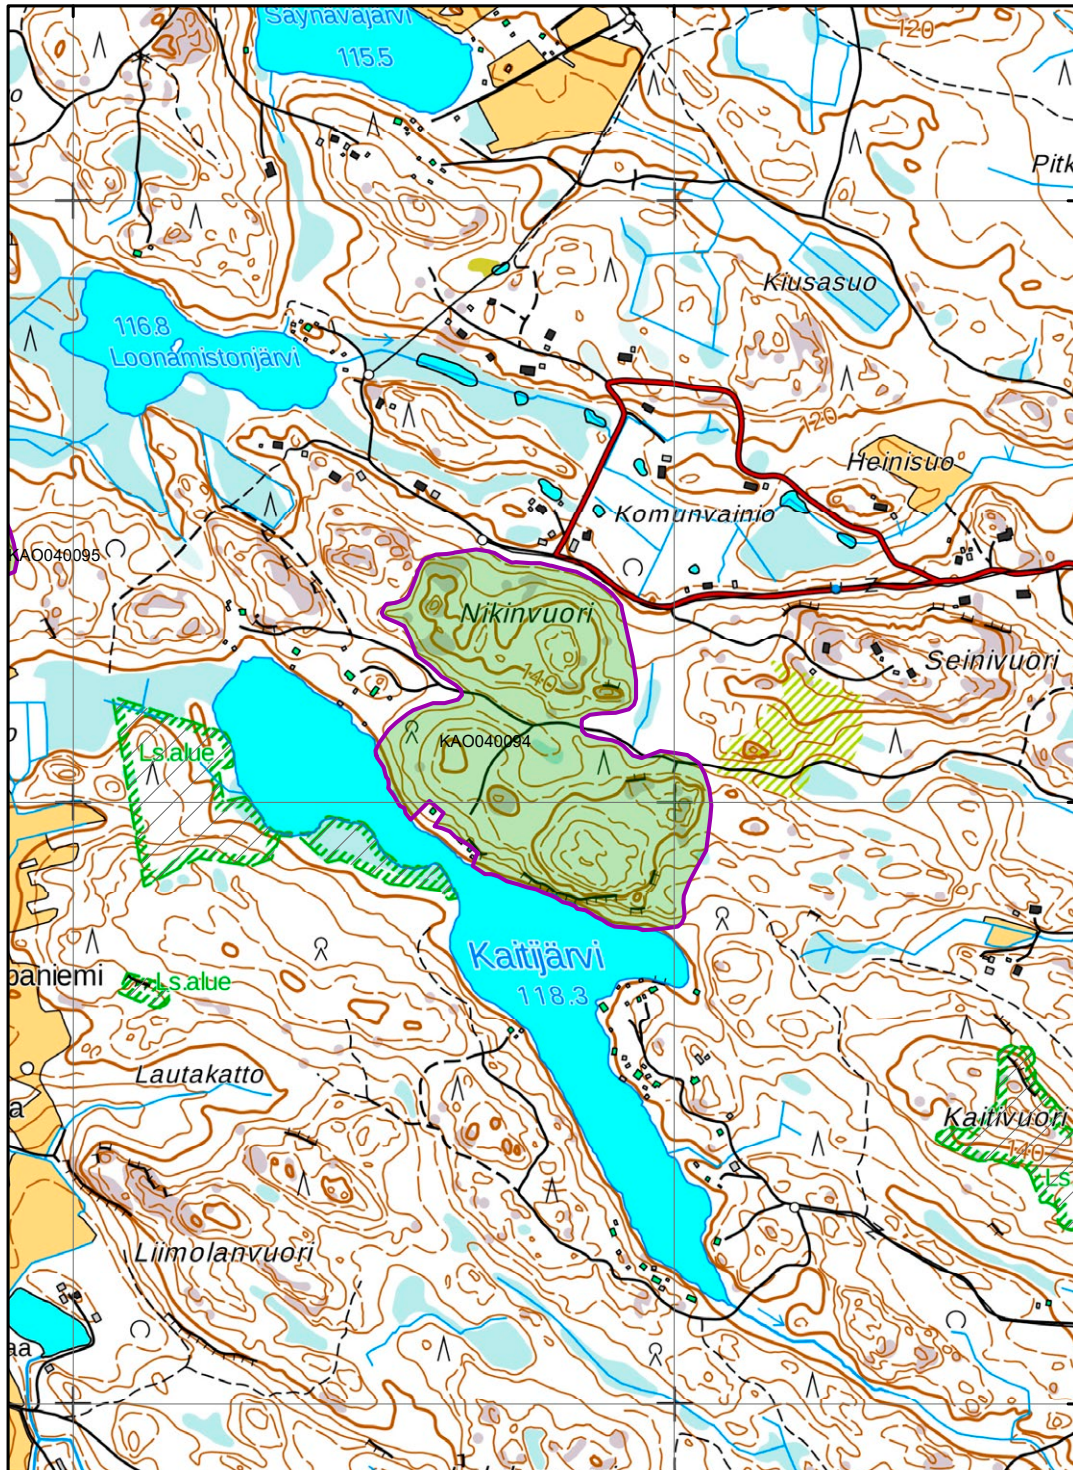 Säynäväjärvi
115.5
120
o
Pitk
Kiusasuo
116.8
Loonamistonjärvi
120
Heinisuo
Komunvainio
KAO040095
Nikinvuori
Seinivuori
140
KAO040094
Ls.alue
Kaitijärvi
118.3
paniemi
Ls.alue
Lautakatto
a
Kaitivuori
140
Ls
Liimolanvuori
aa